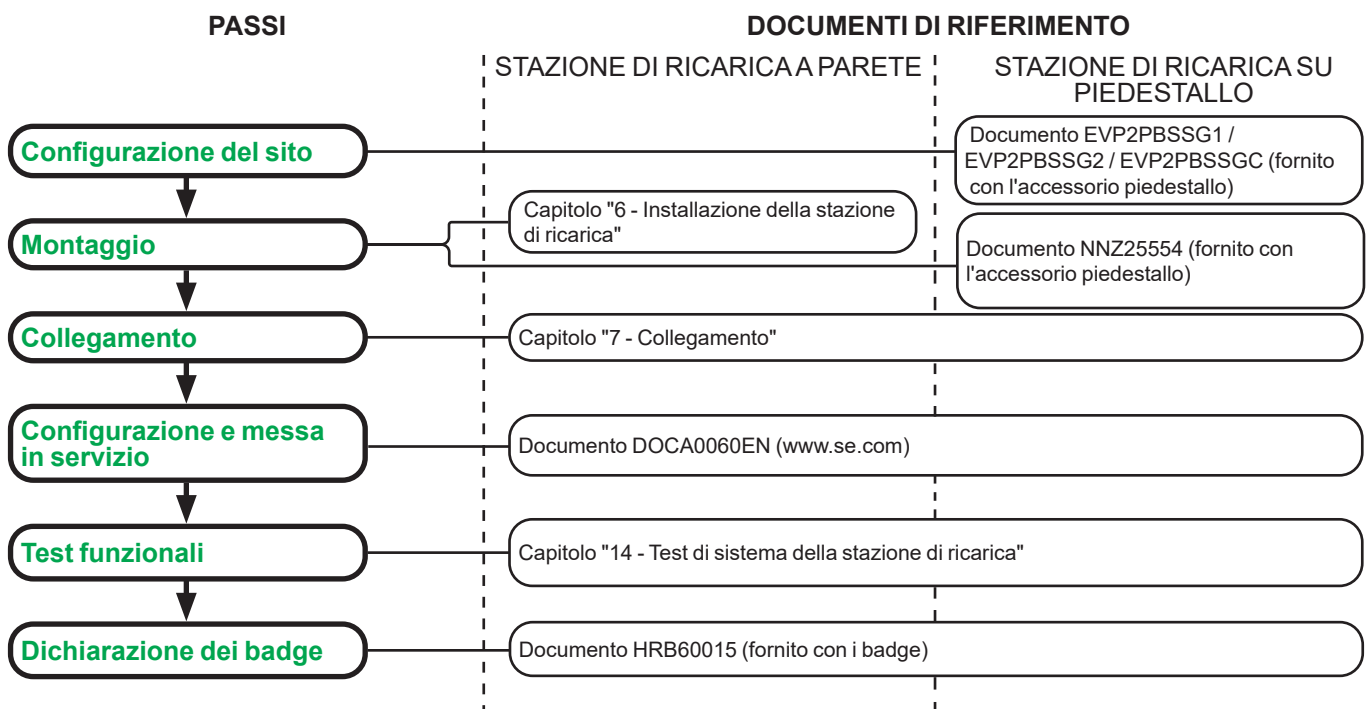 PASSI
DOCUMENTI DI RIFERIMENTO
STAZIONE DI RICARICA A PARETE
STAZIONE DI RICARICA SU
PIEDESTALLO
Configurazione del sito
Documento EVP2PBSSG1 /
EVP2PBSSG2 / EVP2PBSSGC (fornito
con l'accessorio piedestallo)
Montaggio
Capitolo "6 - Installazione della stazione
di ricarica"
Documento NNZ25554 (fornito con
l'accessorio piedestallo)
Collegamento
Capitolo "7 - Collegamento"
Configurazione e messa
in servizio
Documento DOCA0060EN (www.se.com)
Test funzionali
Capitolo "14 - Test di sistema della stazione di ricarica"
Dichiarazione dei badge
Documento HRB60015 (fornito con i badge)